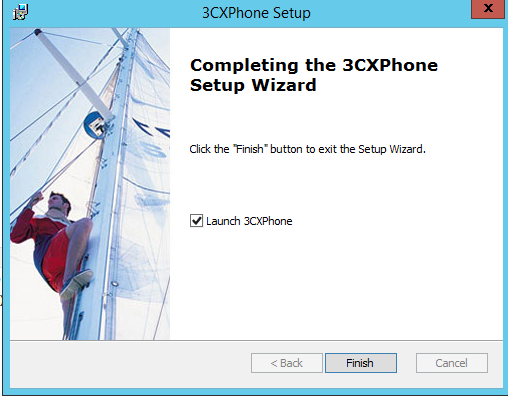 3CXPhone Setup
x
Completing the 3CXPhone
Setup Wizard
Click the "Finish" button to exit the Setup Wizard.
Launch 3CXPhone
< Back
Finish
Cancel